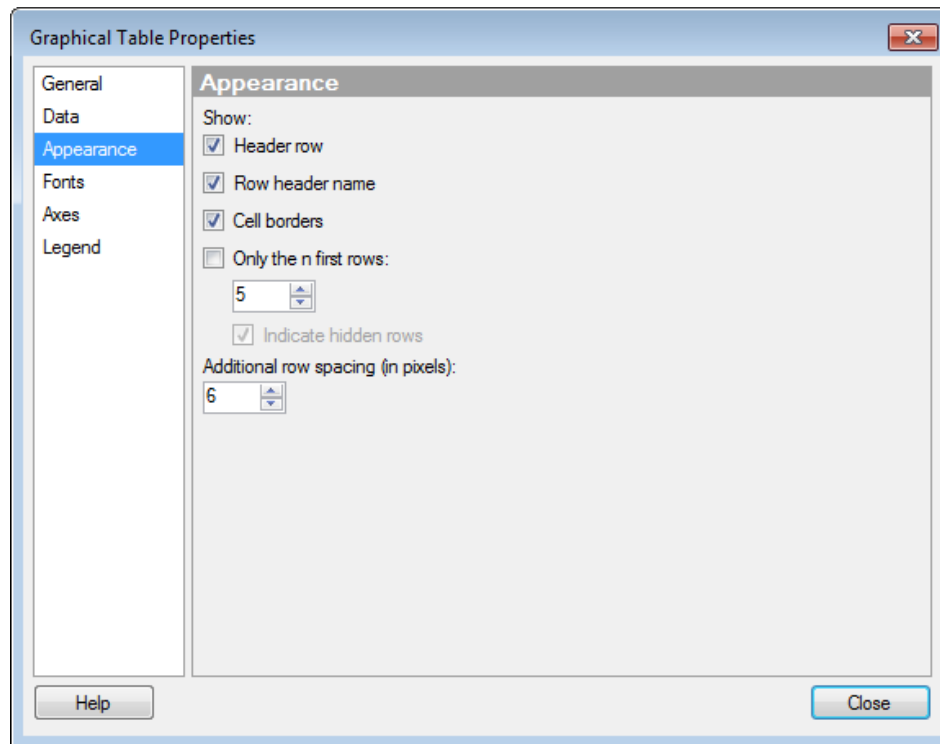 Graphical Table Properties
General
Data
Appearance
Fonts
Axes
Legend
Appearance
Show:
Header row
Row header name
Cell borders
Only the n first rows:
5
Indicate hidden rows
Additional row spacing (in pixels):
6
Help
Close